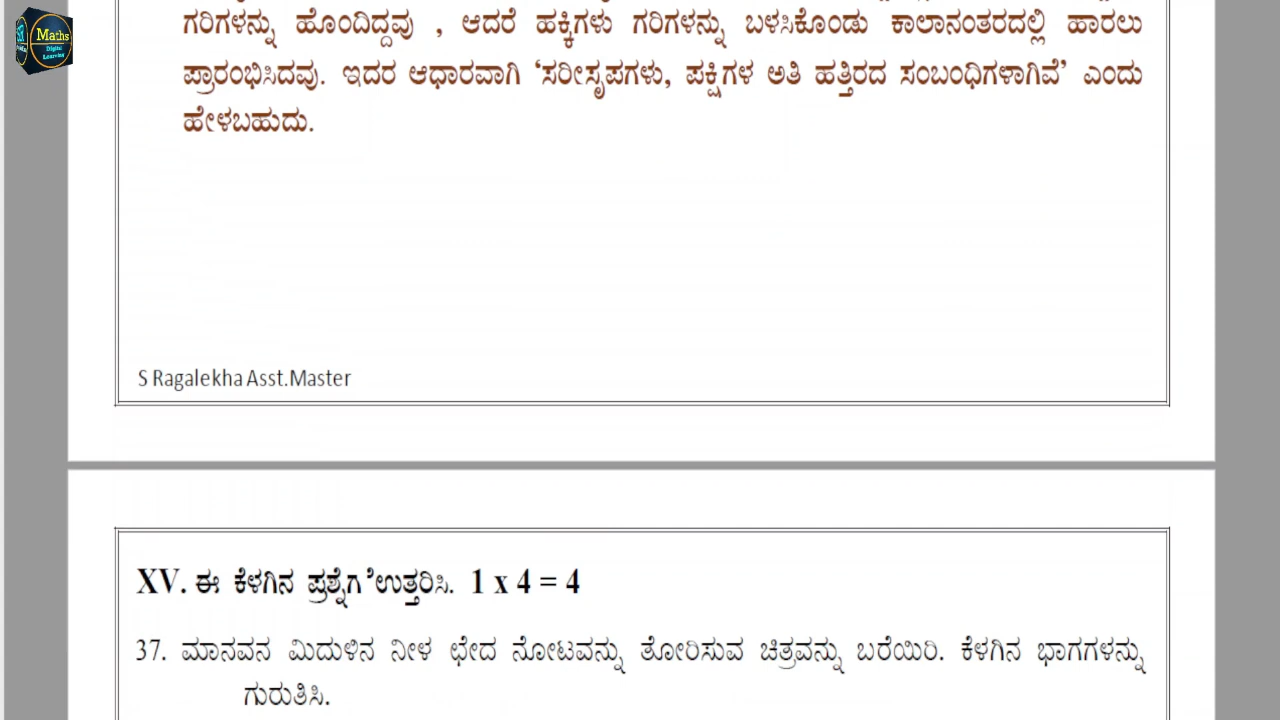 Maths
Digital
Learning
ಗರಿಗಳನ್ನು ಹೊಂದಿದ್ದವು , ಆದರೆ ಹಕ್ಕಿಗಳು ಗರಿಗಳನ್ನು ಬಳಸಿಕೊಂಡು ಕಾಲಾನಂತರದಲ್ಲಿ ಹಾರಲು
ಪ್ರಾರಂಭಿಸಿದವು. ಇದರ ಆಧಾರವಾಗಿ ‘ಸರೀಸೃಪಗಳು, ಪಕ್ಷಿಗಳ ಅತಿ ಹತ್ತಿರದ ಸಂಬಂಧಿಗಳಾಗಿವೆ’ ಎಂದು
ಹೇಳಬಹುದು.
S Ragalekha Asst.Master
XV. ಈ ಕೆಳಗಿನ ಪ್ರಶ್ನೆಗೆ ಉತ್ತರಿಸಿ. 1 x 4 = 4
37. ಮಾನವನ ಮಿದುಳಿನ ನೀಳ ಛೇದ ನೋಟವನ್ನು ತೋರಿಸುವ ಚಿತ್ರವನ್ನು ಬರೆಯಿರಿ. ಕೆಳಗಿನ ಭಾಗಗಳನ್ನು
ಗುರುತಿಸಿ.